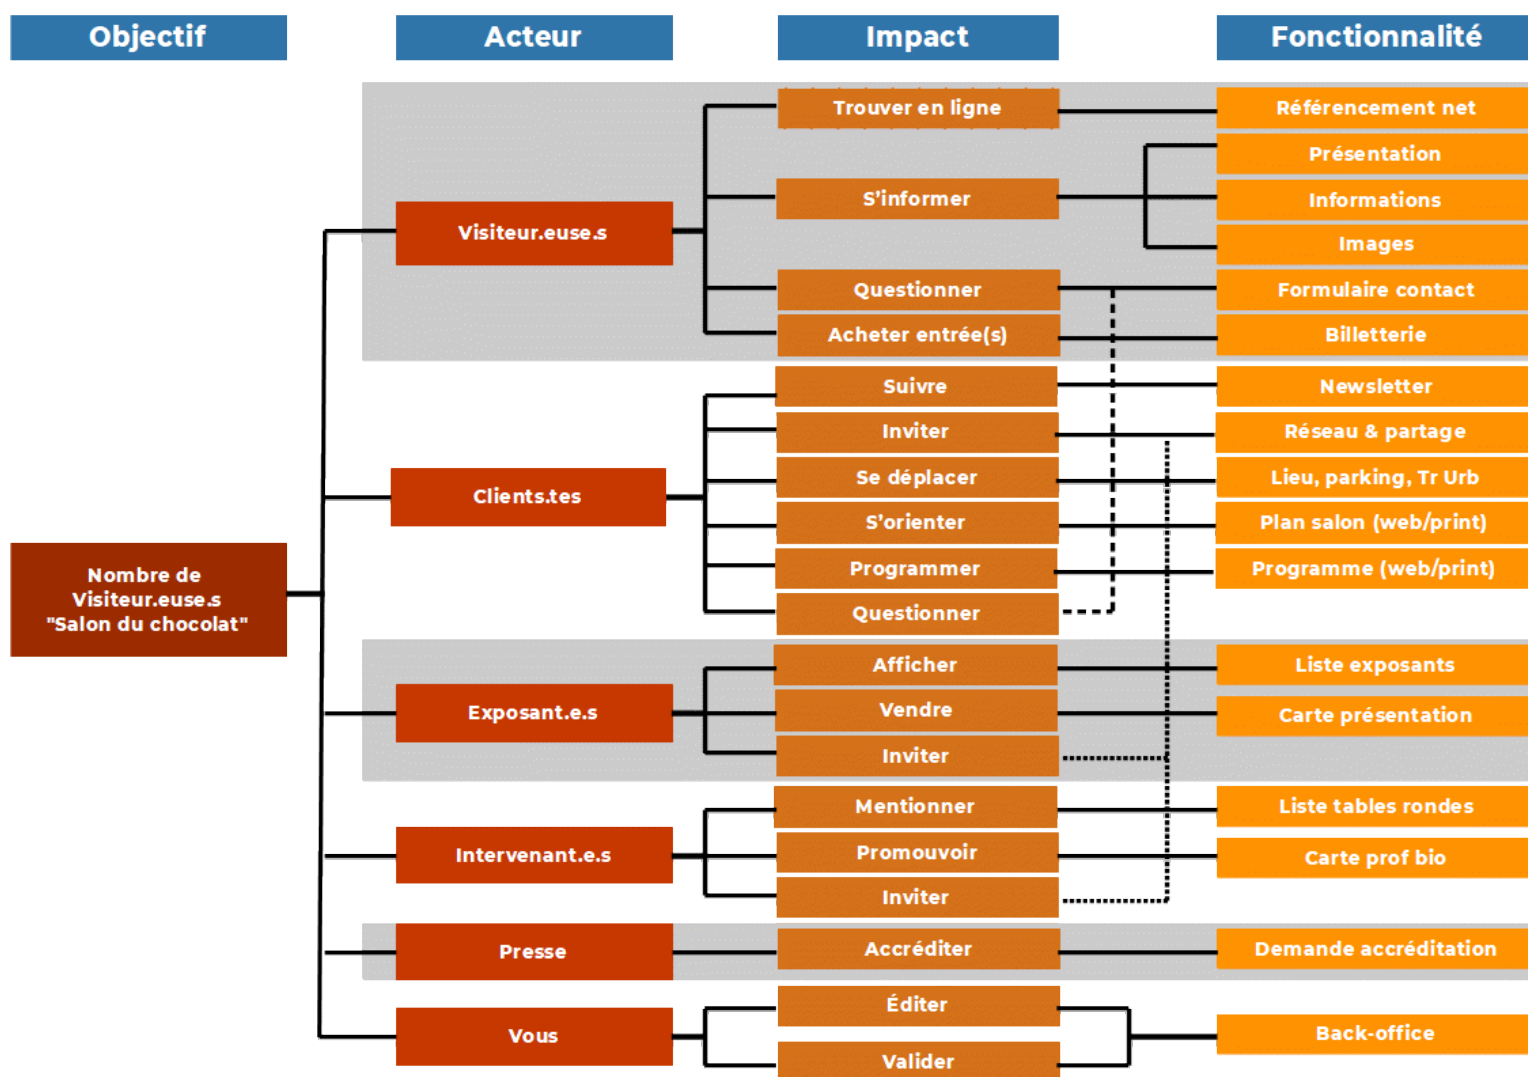 Objectif
Acteur
Impact
Fonctionnalité
Nombre de
Visiteur.euse.s
"Salon du chocolat"
Visiteur.euse.s
Trouver en ligne
Référencement net
S'informer
Présentation
Informations
Images
Questionner
Formulaire contact
Acheter entrée(s)
Billetterie
Clients.tes
Suivre
Newsletter
Inviter
Réseau & partage
Se déplacer
Lieu, parking, Tr Urb
S'orienter
Plan salon (web/print)
Programmer
Programme (web/print)
Questionner
Exposant.e.s
Afficher
Liste exposants
Vendre
Carte présentation
Inviter
Intervenant.e.s
Mentionner
Liste tables rondes
Promouvoir
Carte prof bio
Inviter
Presse
Accréditer
Demande accréditation
Vous
Éditer
Valider
Back-office